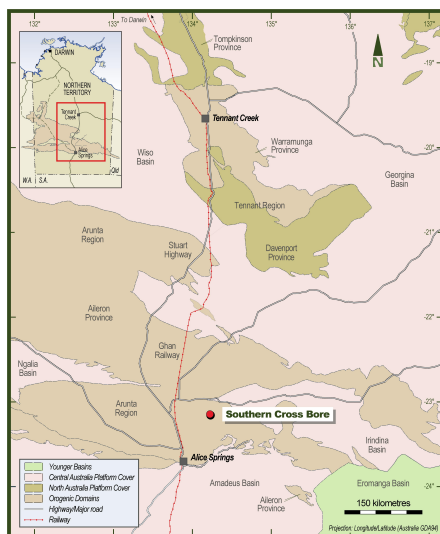 132°
133°
134°
135°
136°
To Darwin
Tompkinson
Province
DARWIN
NORTHERN
TERRITORY
Tennant
Creek
Alice
Springs
W.A.
S.A.
Qld
N
-19°
Tennant Creek
Wiso
Basin
Warramunga
Province
-20°
Georgina
Basin
Tennant Region
Arunta
Region
Stuart
Highway
Davenport
Province
-21°
Aileron
Province
-22°
Ghan
Railway
Ngalia
Basin
Arunta
Region
Southern Cross Bore
-23°
Irindina
Basin
Alice Springs
Amadeus Basin
Eromanga Basin
-24°
Aileron
Province
Younger Basins
Central Australia Platform Cover
North Australia Platform Cover
Orogenic Domains
Highway/Major road
Railway
150 kilometres
Projection: Longitude/Latitude (Australia GDA94)